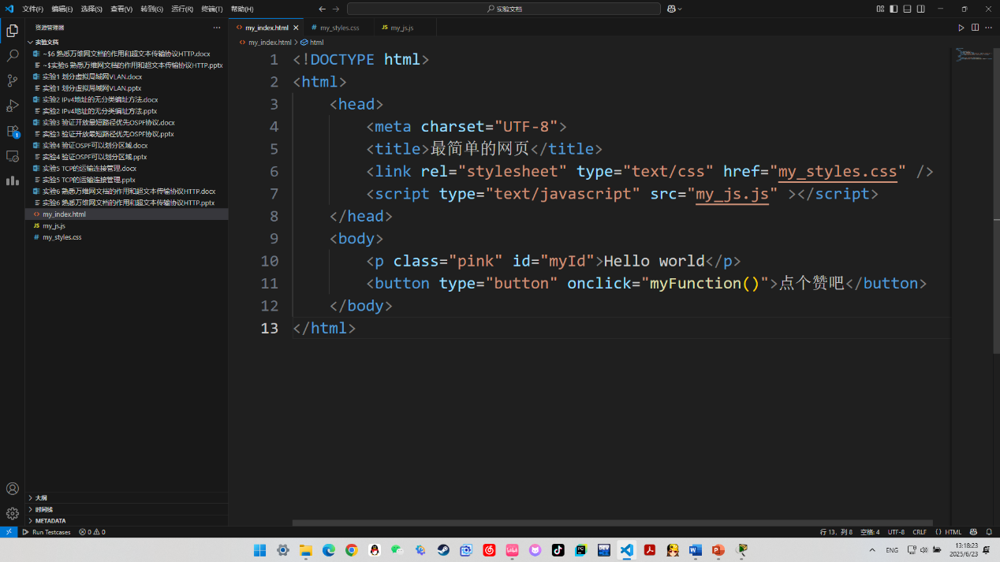 文件(F) 编辑(E) 选择(S) 查看(V) 转到(G) 运行(R) 终端(T) 帮助(H)
实验文档
资源管理器
my_index.html
my_styles.css
JS my_js.js
my_index.html > html
实验文档
~$6 熟悉万维网文档的作用和超文本传输协议HTTP.docx
~$实验6 熟悉万维网文档的作用和超文本传输协议HTTP.pptx
实验1 划分虚拟局域网VLAN.docx
实验1 划分虚拟局域网VLAN.pptx
实验2 IPv4地址的无分类编址方法.docx
实验2 IPv4地址的无分类编址方法.pptx
实验3 验证开放最短路径优先OSPF协议.docx
实验3 验证开放最短路径优先OSPF协议.pptx
实验4 验证OSPF可以划分区域.docx
实验4 验证OSPF可以划分区域.pptx
实验5 TCP的运输连接管理.docx
实验5 TCP的运输连接管理.pptx
实验6 熟悉万维网文档的作用和超文本传输协议HTTP.docx
实验6 熟悉万维网文档的作用和超文本传输协议HTTP.pptx
my_index.html
JS my_js.js
# my_styles.css
大纲
时间线
METADATA
1 <!DOCTYPE html>
2 <html>
3 <head>
4 <meta charset="UTF-8">
5 <title>最简单的网页</title>
6 <link rel="stylesheet" type="text/css" href="my_styles.css" />
7 <script type="text/javascript" src="my_js.js" ></script>
8 </head>
9 <body>
10 <p class="pink" id="myId">Hello world</p>
11 <button type="button" onclick="myFunction()">点个赞吧</button>
12 </body>
13 </html>
Run Testcases 0 0
行 13，列 8 空格: 4 UTF-8 CRLF {} HTML
ENG
13:18:23
2025/6/23